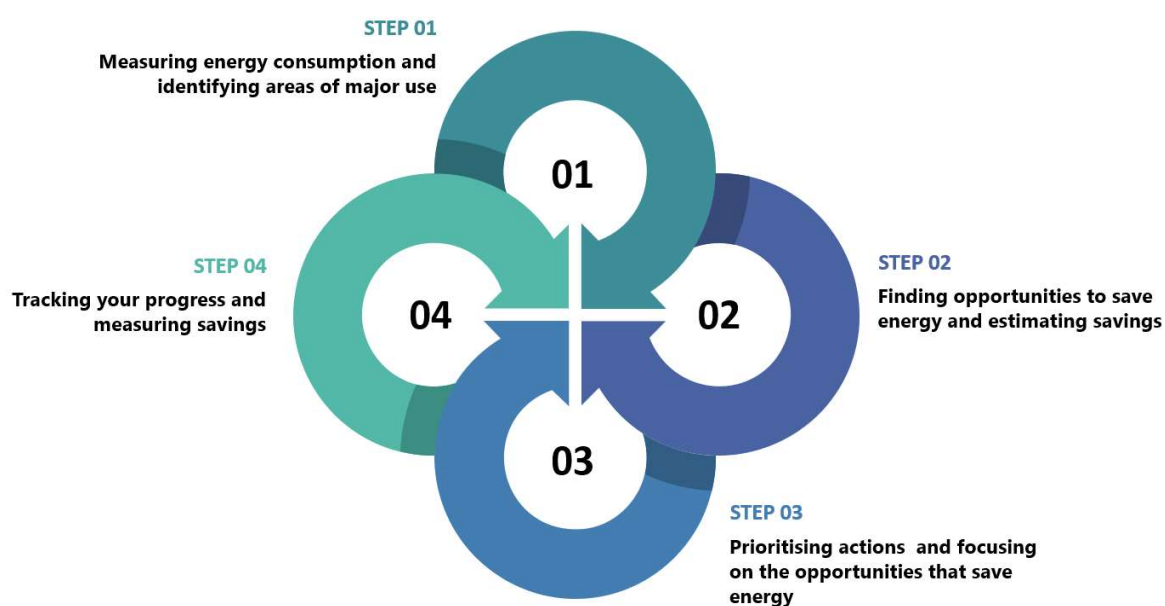 STEP 01
Measuring energy consumption and
identifying areas of major use
01
STEP 02
Finding opportunities to save
energy and estimating savings
02
STEP 03
Prioritising actions  and focusing
on the opportunities that save
energy
03
STEP 04
Tracking your progress and
measuring savings
04